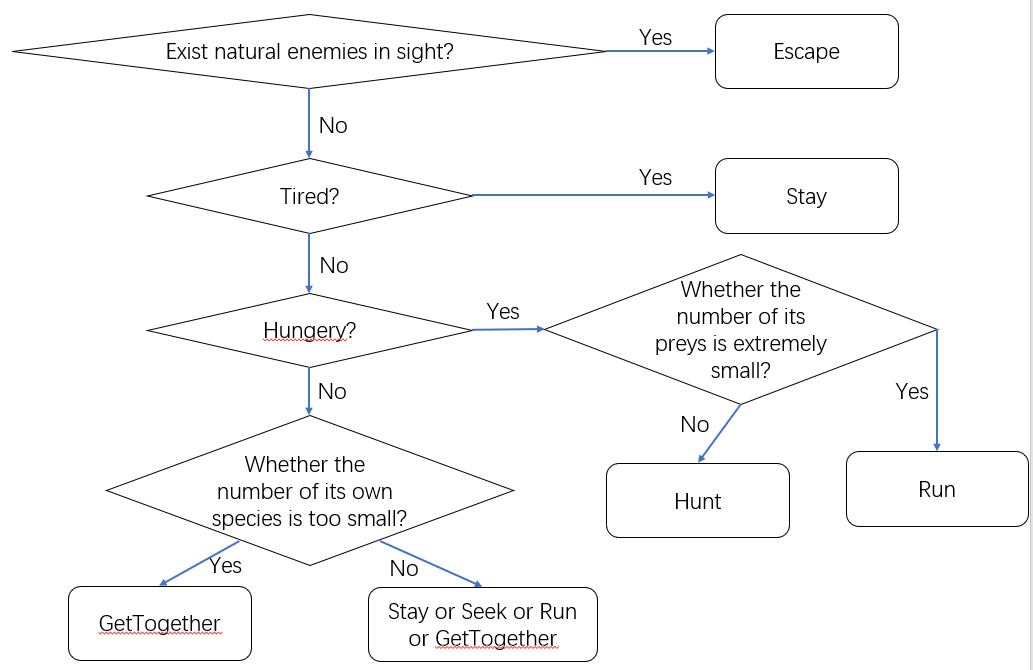 Exist natural enemies in sight?
Yes
Escape
No
Tired?
Yes
Stay
No
Hungery?
Yes
Whether the
number of its
preys is extremely
small?
No
Yes
No
Hunt
Run
Whether the
number of its own
species is too small?
Yes
No
GetTogether
Stay or Seek or Run
or GetTogether